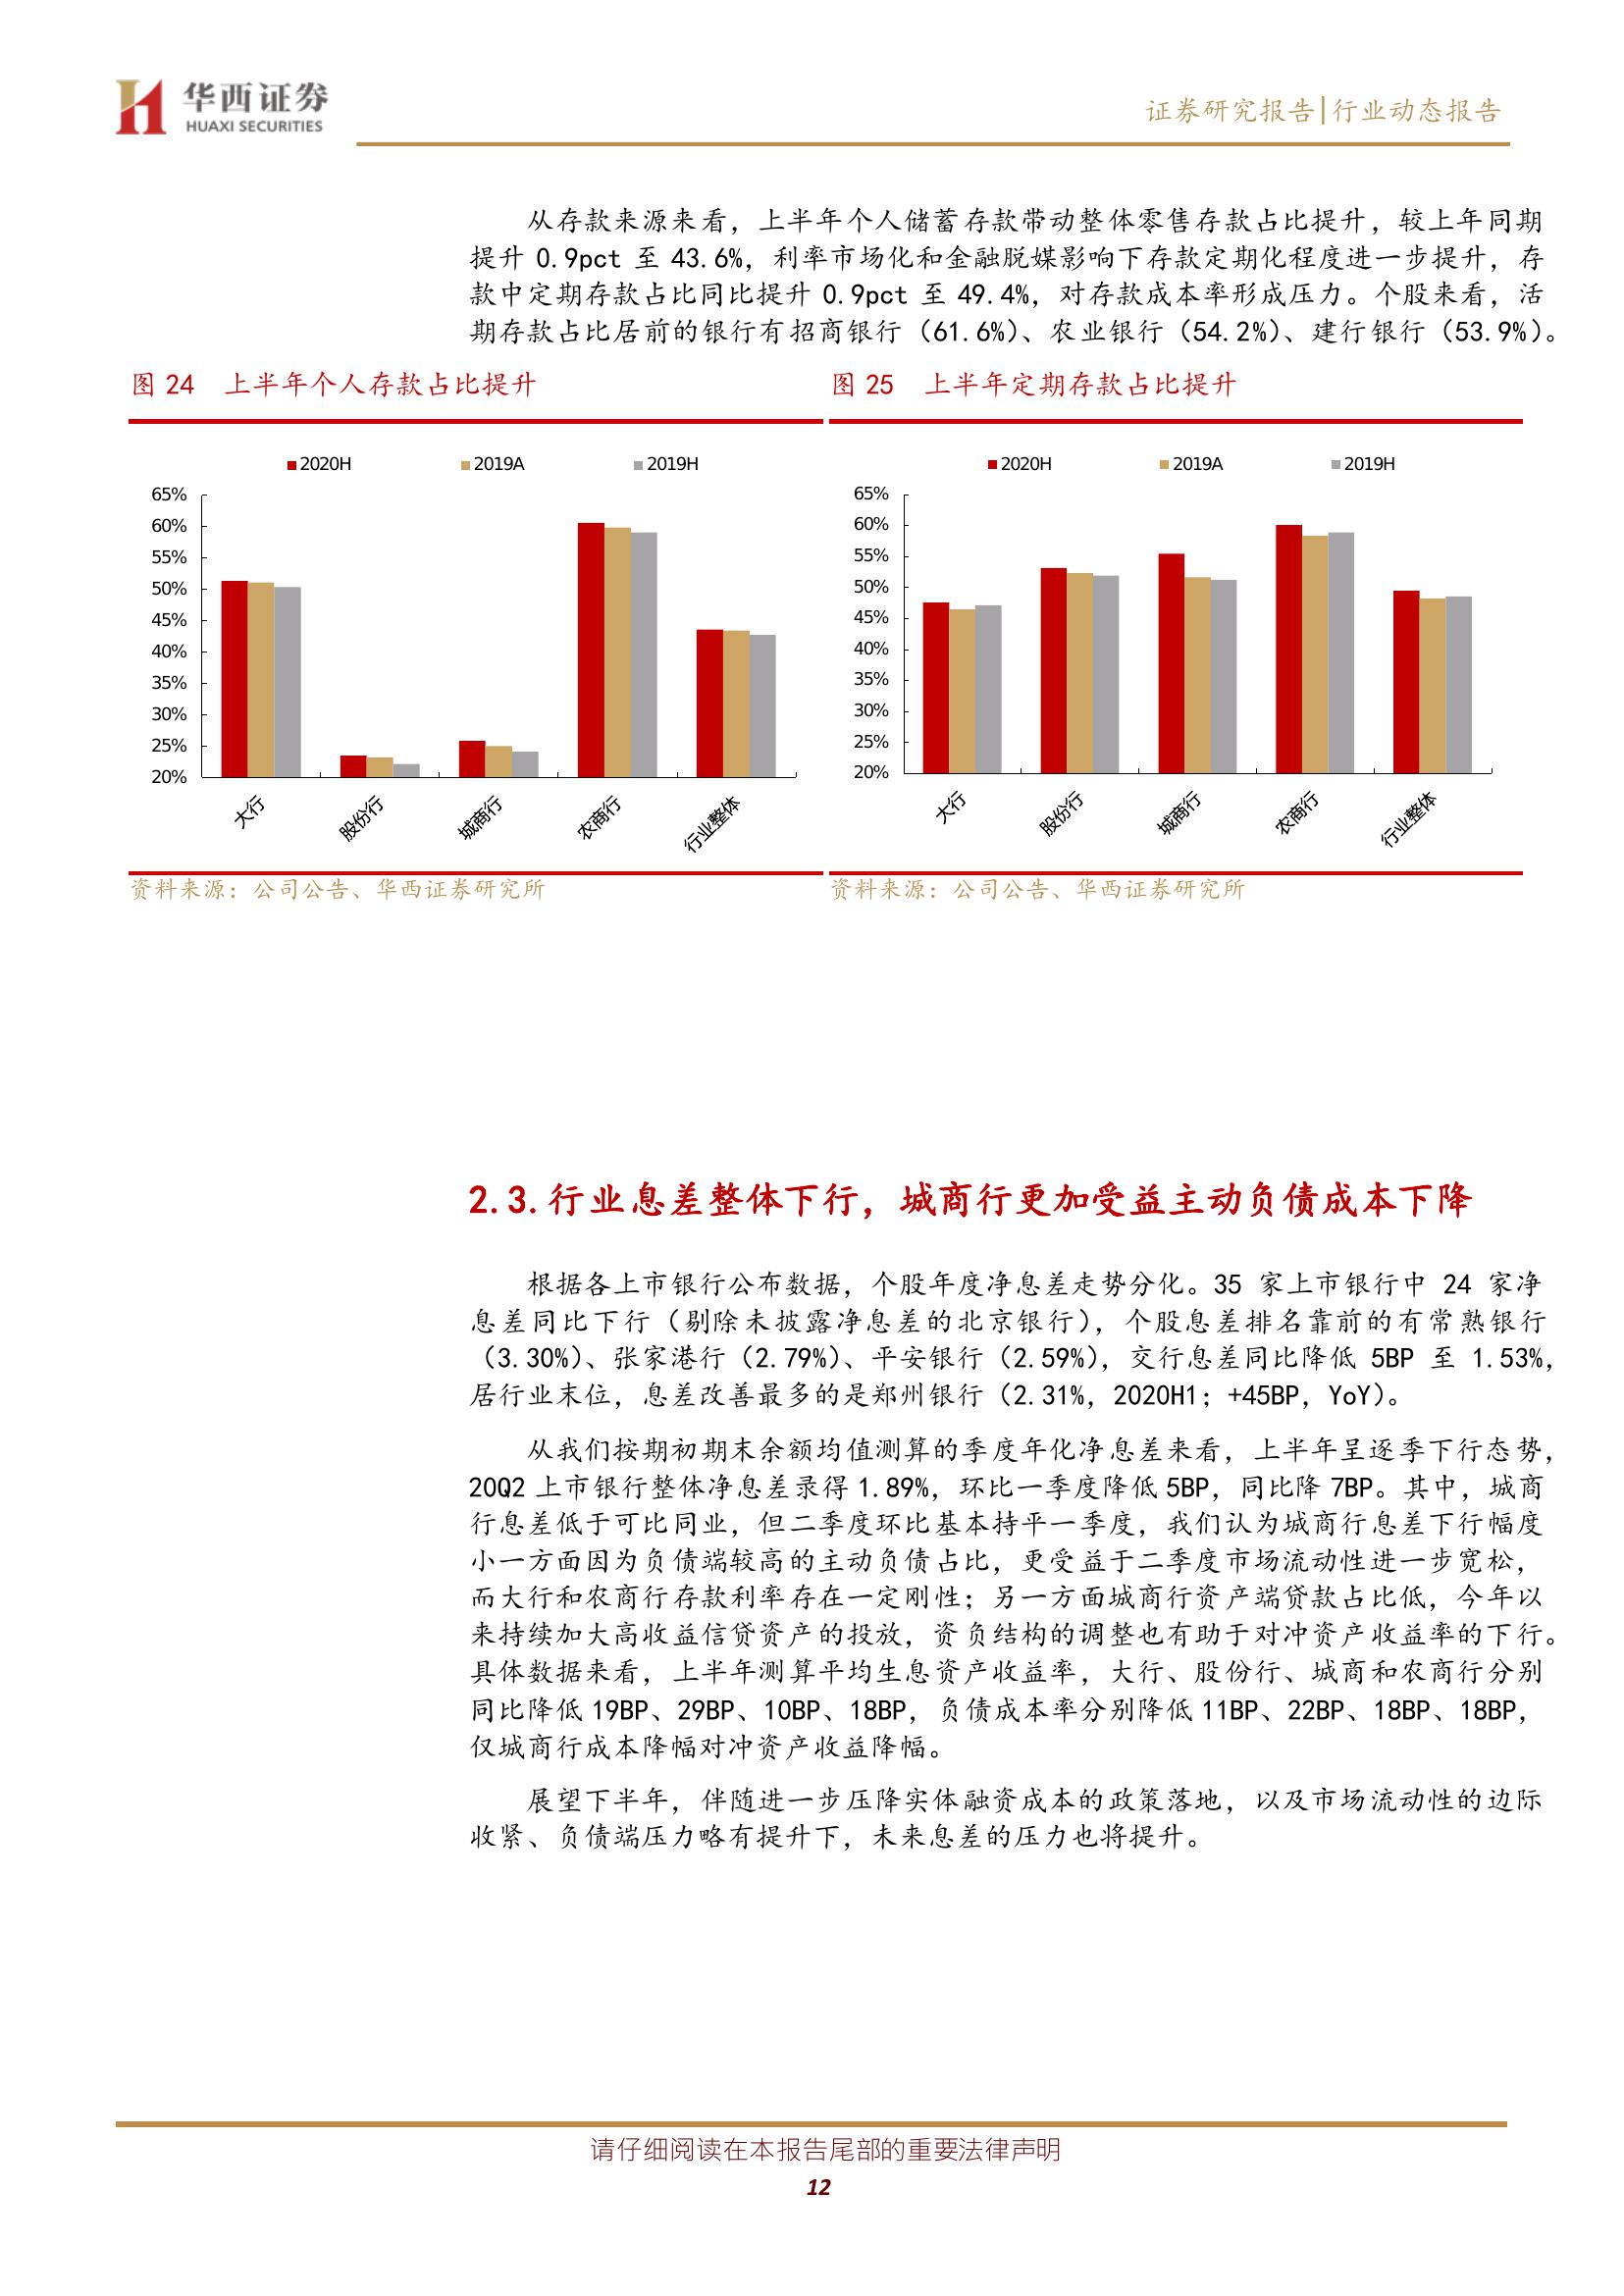 华西证券
HUAXI SECURITIES
证券研究报告|行业动态报告
从存款来源来看，上半年个人储蓄存款带动整体零售存款占比提升，较上年同期
提升 0.9pct 至 43.6%，利率市场化和金融脱媒影响下存款定期化程度进一步提升，存
款中定期存款占比同比提升 0.9pct 至 49.4%，对存款成本率形成压力。个股来看，活
期存款占比居前的银行有招商银行（61.6%）、农业银行（54.2%）、建行银行（53.9%）。
图 24 上半年个人存款占比提升
2020H 2019A 2019H
65%
60%
55%
50%
45%
40%
35%
30%
25%
20%
大行 股份行 城商行 农商行 行业整体
资料来源：公司公告、华西证券研究所
图 25 上半年定期存款占比提升
2020H 2019A 2019H
65%
60%
55%
50%
45%
40%
35%
30%
25%
20%
大行 股份行 城商行 农商行 行业整体
资料来源：公司公告、华西证券研究所
2.3.行业息差整体下行，城商行更加受益主动负债成本下降
根据各上市银行公布数据，个股年度净息差走势分化。35 家上市银行中 24 家净
息差同比下行（剔除未披露净息差的北京银行），个股息差排名靠前的有常熟银行
（3.30%）、张家港行（2.79%）、平安银行（2.59%），交行息差同比降低 5BP 至 1.53%，
居行业末位，息差改善最多的是郑州银行（2.31%，2020H1；+45BP，YoY）。
从我们按期初期末余额均值测算的季度年化净息差来看，上半年呈逐季下行态势，
20Q2 上市银行整体净息差录得 1.89%，环比一季度降低 5BP，同比降 7BP。其中，城商
行息差低于可比同业，但二季度环比基本持平一季度，我们认为城商行息差下行幅度
小一方面因为负债端较高的主动负债占比，更受益于二季度市场流动性进一步宽松，
而大行和农商行存款利率存在一定刚性；另一方面城商行资产端贷款占比低，今年以
来持续加大高收益信贷资产的投放，资负结构的调整也有助于对冲资产收益率的下行。
具体数据来看，上半年测算平均生息资产收益率，大行、股份行、城商和农商行分别
同比降低 19BP、29BP、10BP、18BP，负债成本率分别降低 11BP、22BP、18BP、18BP，
仅城商行成本降幅对冲资产收益降幅。
展望下半年，伴随进一步压降实体融资成本的政策落地，以及市场流动性的边际
收紧、负债端压力略有提升下，未来息差的压力也将提升。
请仔细阅读在本报告尾部的重要法律声明
12